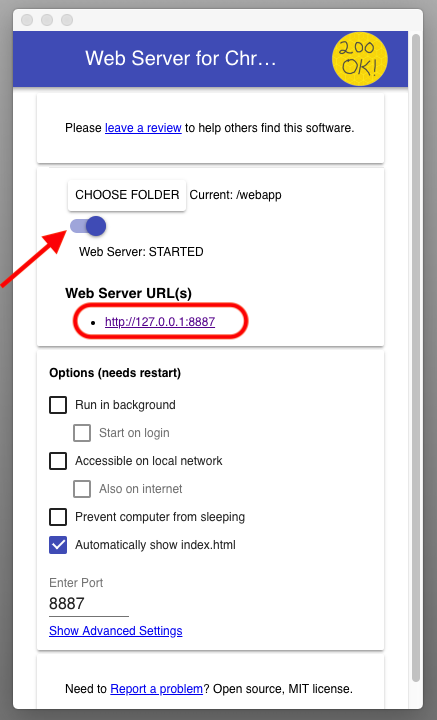 Web Server for Chr...
200
OK!
Please leave a review to help others find this software.
CHOOSE FOLDER Current: /webapp
Web Server: STARTED
Web Server URL(s)
• http://127.0.0.1:8887
Options (needs restart)
Run in background
Start on login
Accessible on local network
Also on internet
Prevent computer from sleeping
Automatically show index.html
Enter Port
8887
Show Advanced Settings
Need to Report a problem? Open source, MIT license.